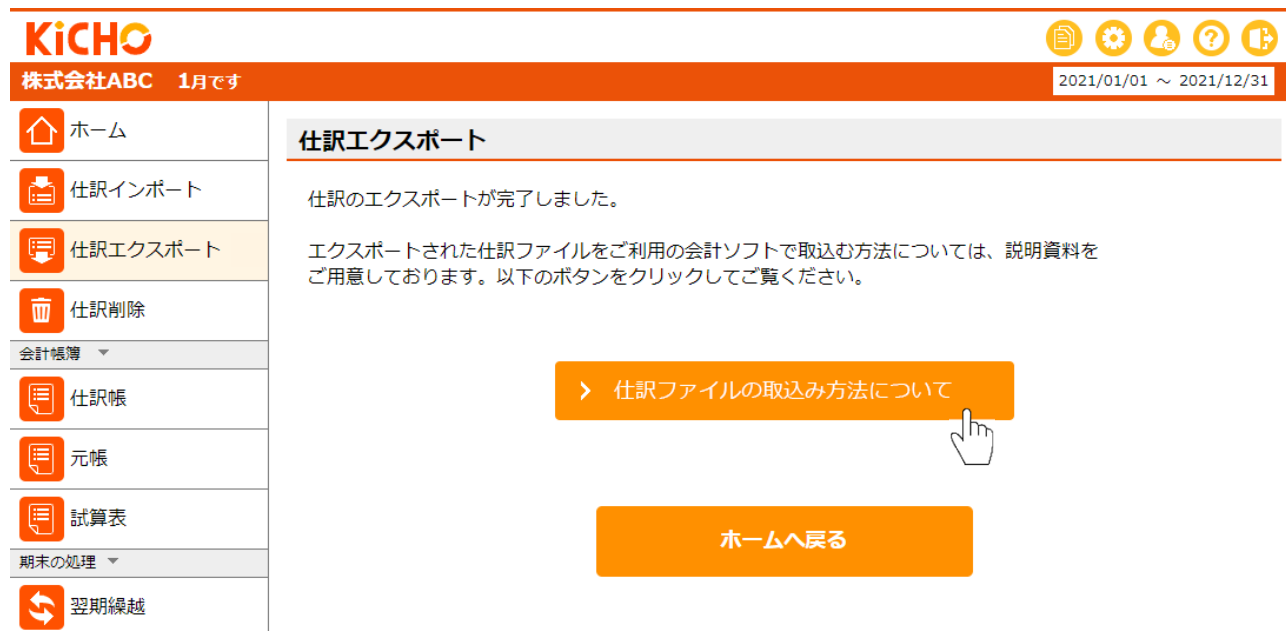 KiCHO
株式会社ABC 1月です
2021/01/01 ～ 2021/12/31
ホーム
仕訳インポート
仕訳エクスポート
仕訳削除
会計帳簿
仕訳帳
元帳
試算表
期末の処理
翌期繰越
仕訳エクスポート
仕訳のエクスポートが完了しました。
エクスポートされた仕訳ファイルをご利用の会計ソフトで取込む方法については、説明資料を
ご用意しております。以下のボタンをクリックしてご覧ください。
仕訳ファイルの取込み方法について
ホームへ戻る